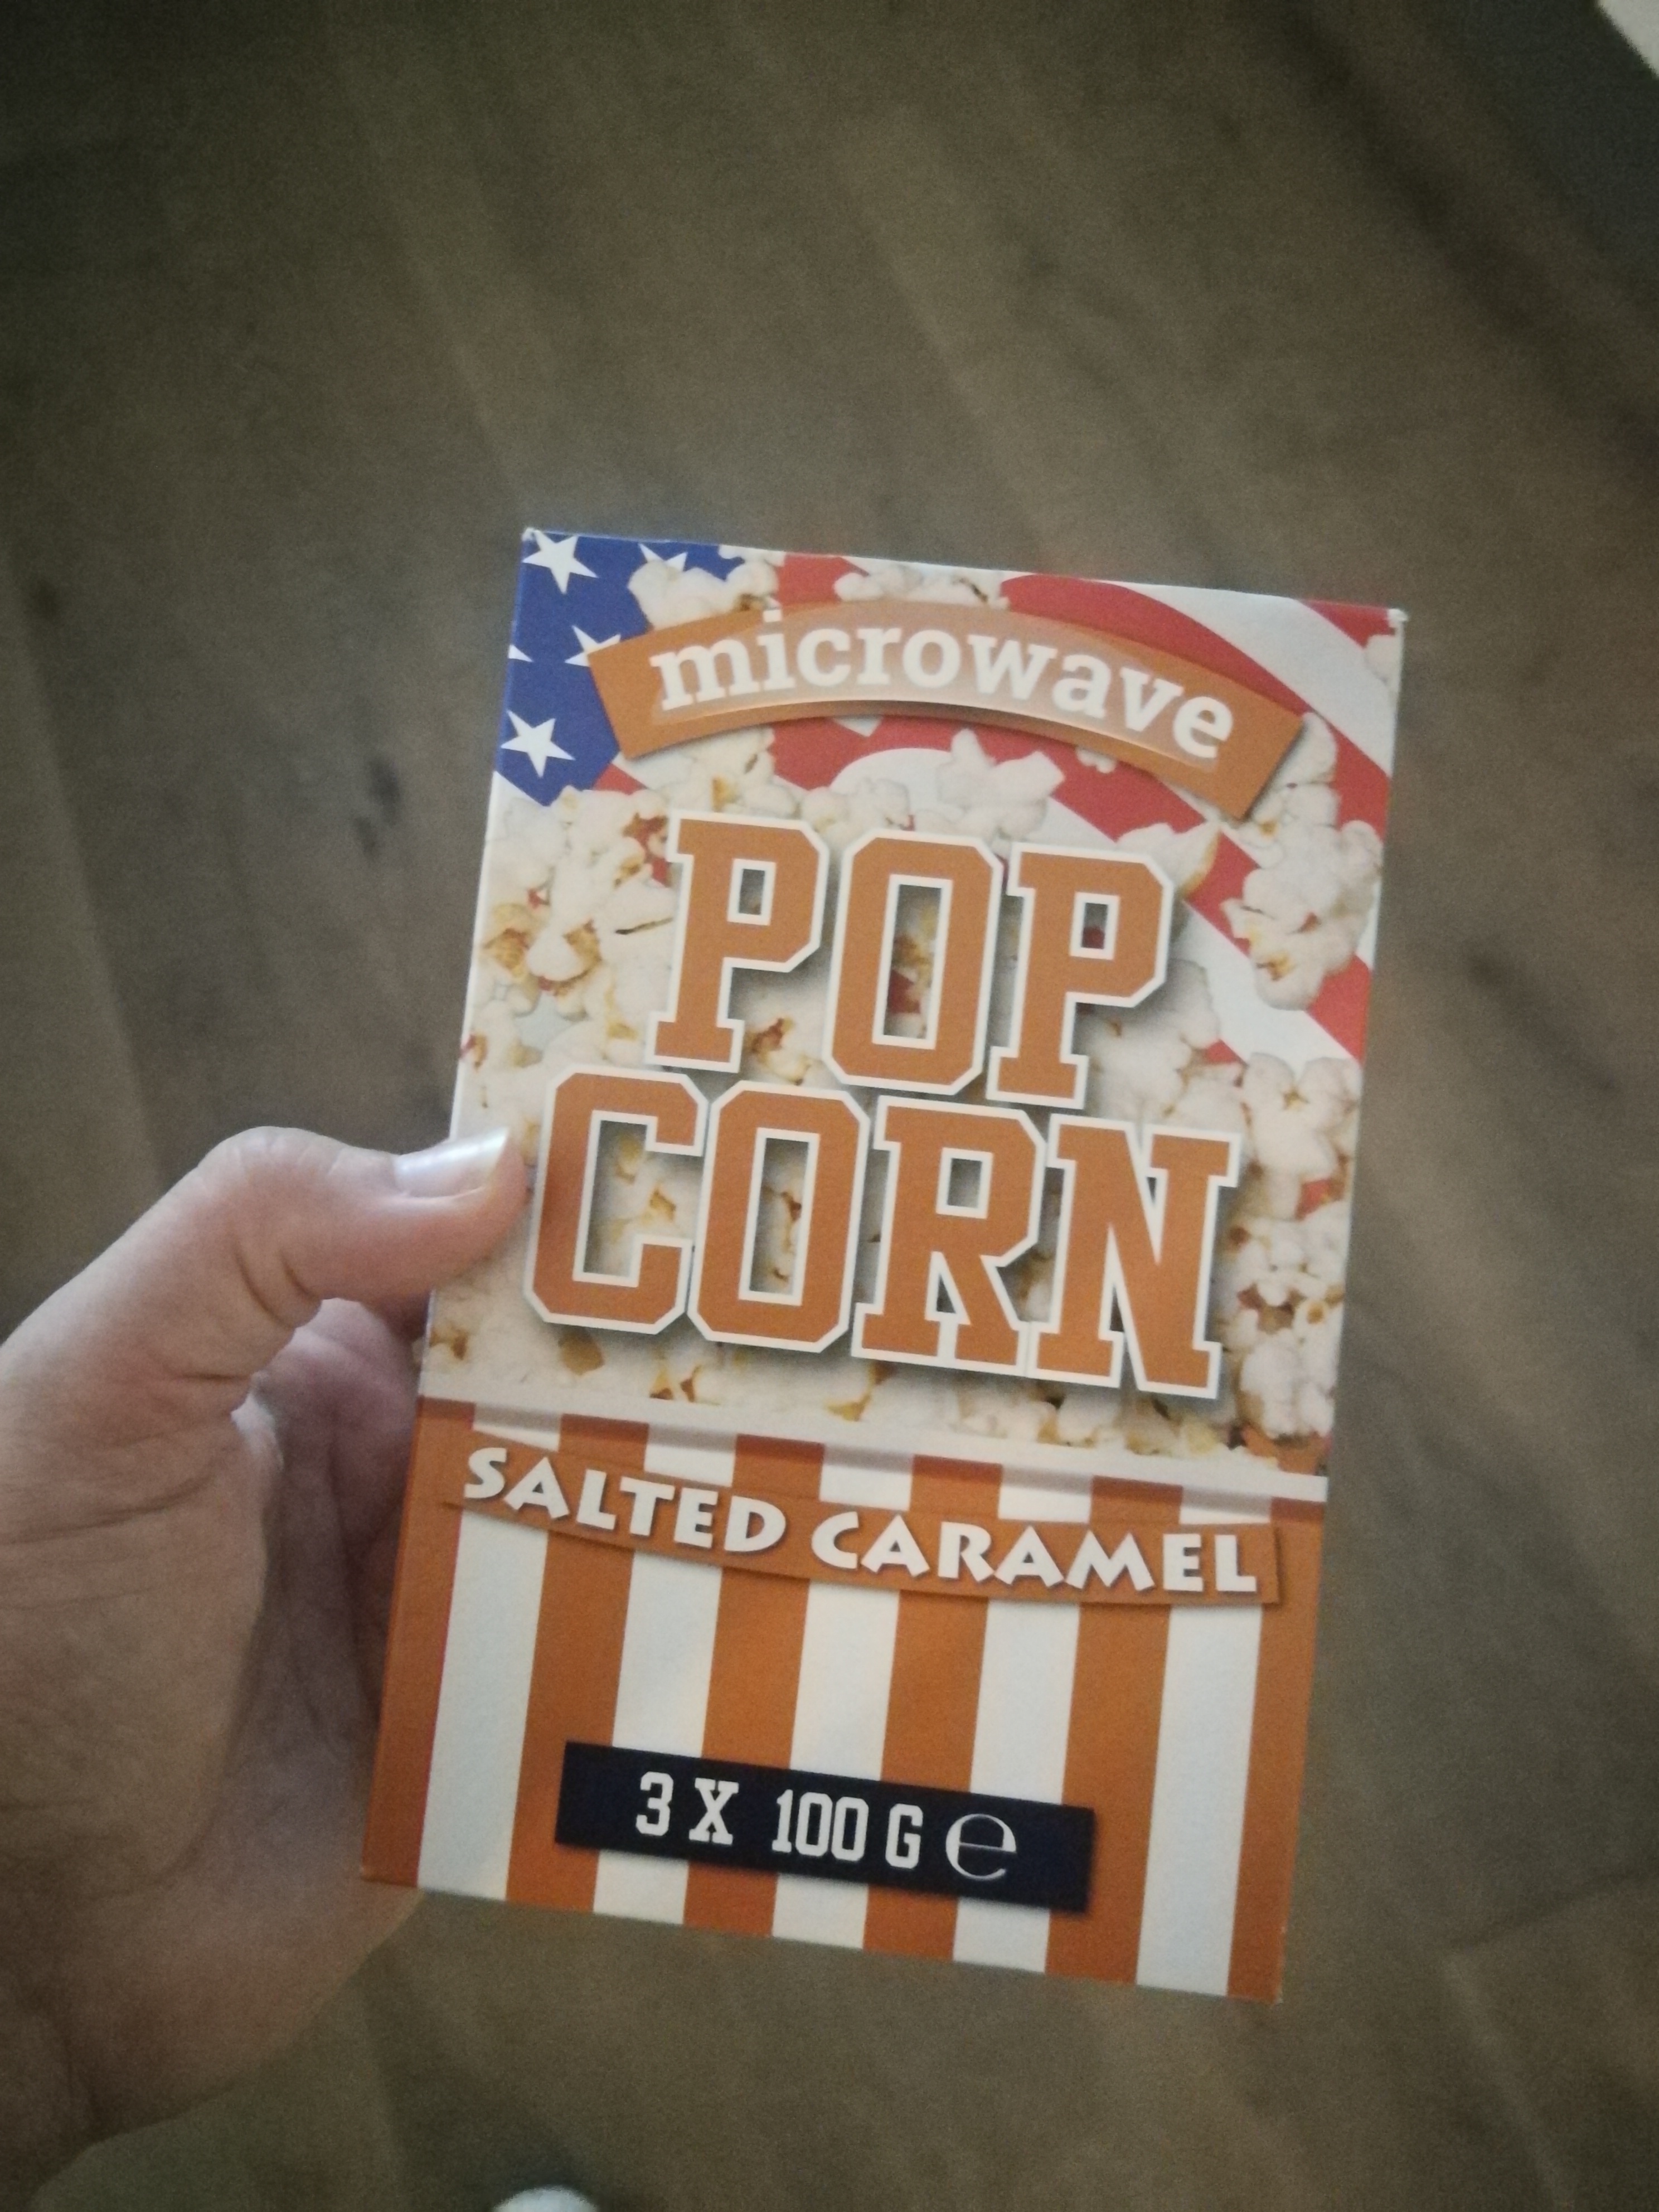 microwave
POP
CORN
SALTED CARAMEL
3 X 100 G ℮